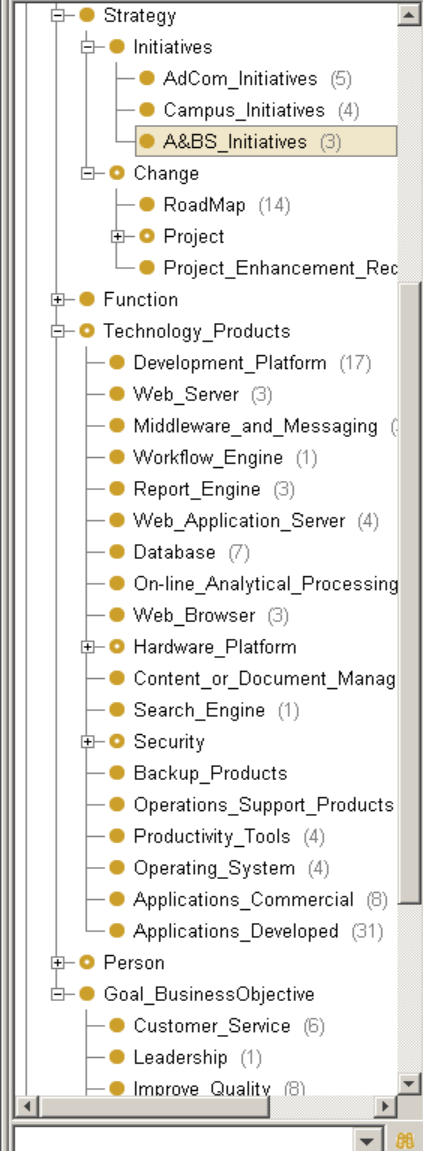 Strategy
Initiatives
AdCom_Initiatives (5)
Campus_Initiatives (4)
A&BS_Initiatives (3)
Change
RoadMap (14)
Project
Project_Enhancement_Rec
Function
Technology_Products
Development_Platform (17)
Web_Server (3)
Middleware_and_Messaging (
Workflow_Engine (1)
Report_Engine (3)
Web_Application_Server (4)
Database (7)
On-line_Analytical_Processing
Web_Browser (3)
Hardware_Platform
Content_or_Document_Manag
Search_Engine (1)
Security
Backup_Products
Operations_Support_Products
Productivity_Tools (4)
Operating_System (4)
Applications_Commercial (8)
Applications_Developed (31)
Person
Goal_BusinessObjective
Customer_Service (6)
Leadership (1)
Improve_Quality (8)